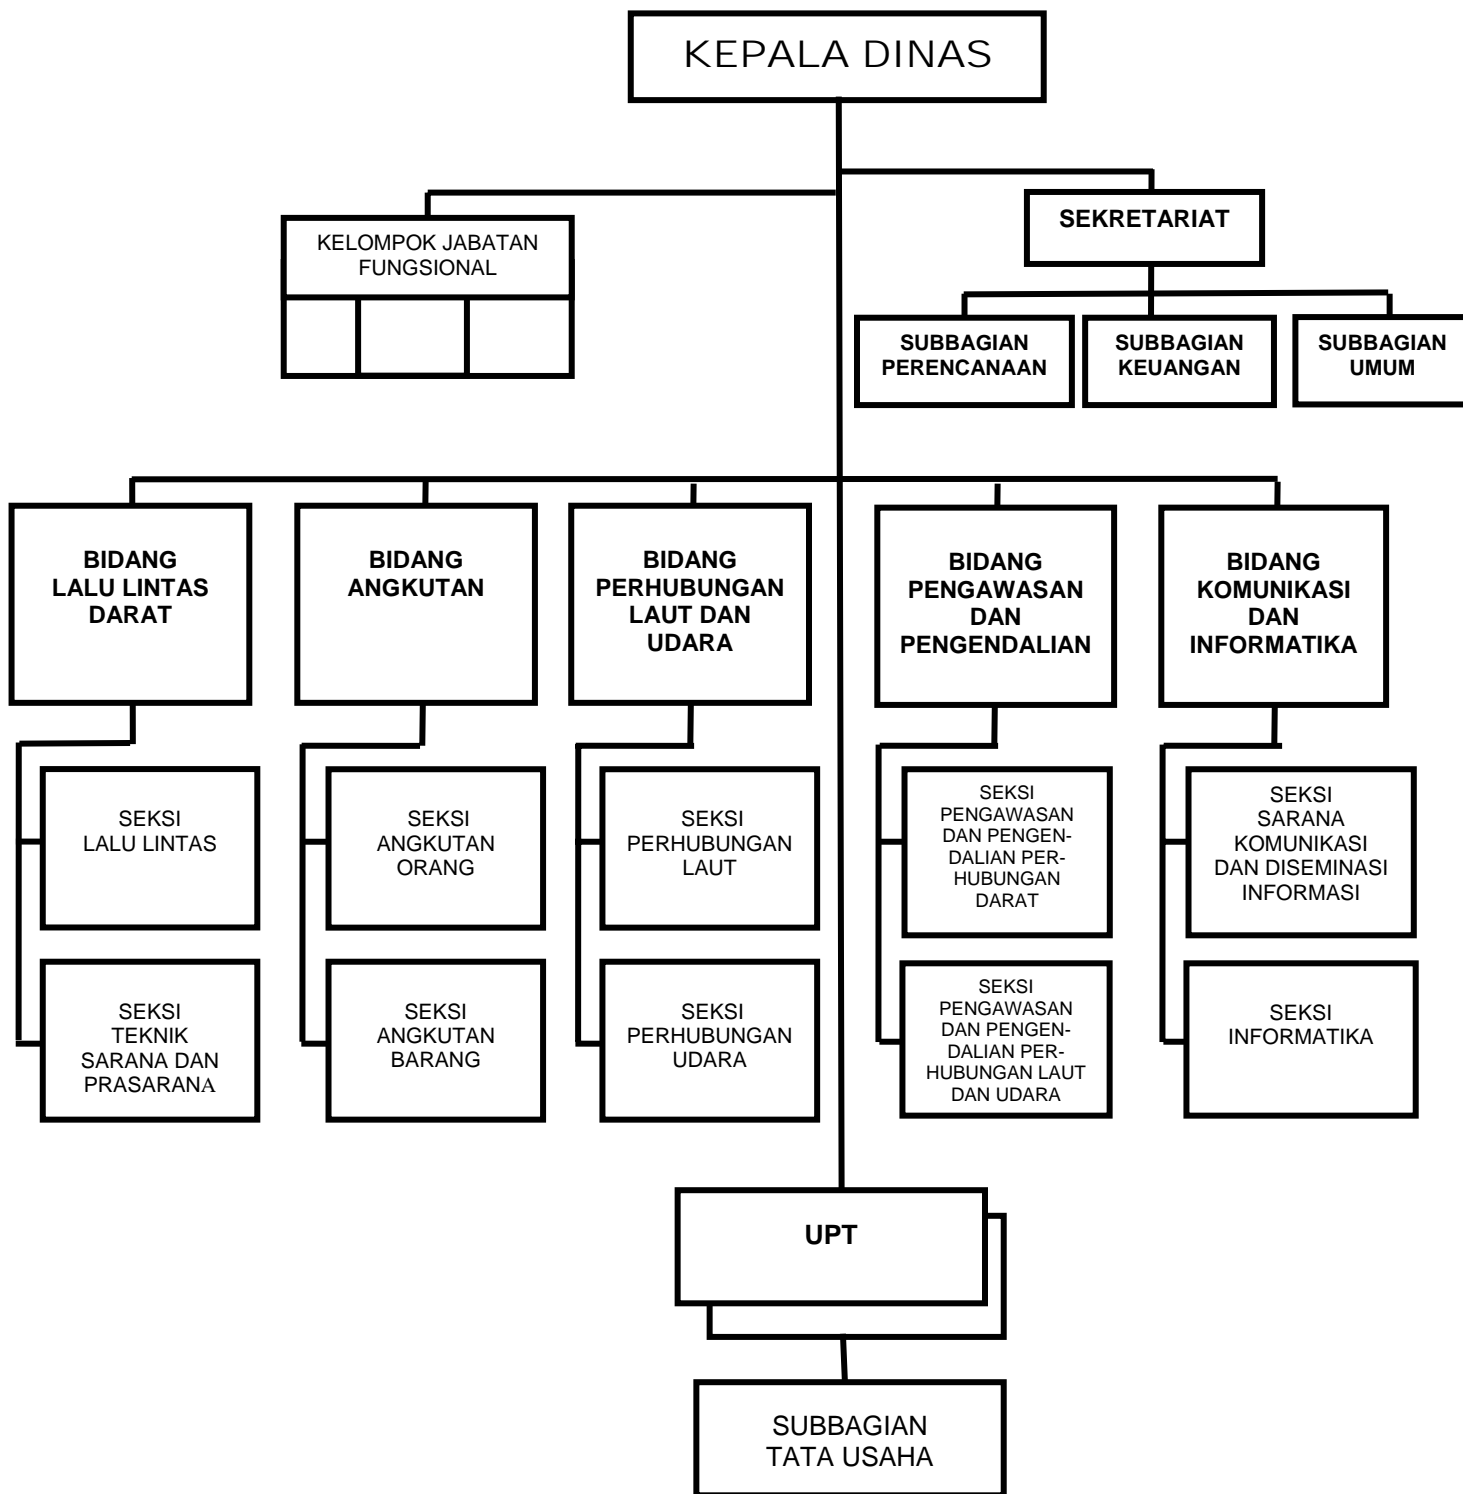 KEPALA DINAS
SEKRETARIAT
KELOMPOK JABATAN
FUNGSIONAL
SUBBAGIAN
PERENCANAAN
SUBBAGIAN
KEUANGAN
SUBBAGIAN
UMUM
BIDANG
LALU LINTAS
DARAT
BIDANG
ANGKUTAN
BIDANG
PERHUBUNGAN
LAUT DAN
UDARA
BIDANG
PENGAWASAN
DAN
PENGENDALIAN
BIDANG
KOMUNIKASI
DAN
INFORMATIKA
SEKSI
LALU LINTAS
SEKSI
ANGKUTAN
ORANG
SEKSI
PERHUBUNGAN
LAUT
SEKSI
PENGAWASAN
DAN PENGEN-
DALIAN PER-
HUBUNGAN
DARAT
SEKSI
SARANA
KOMUNIKASI
DAN DISEMINASI
INFORMASI
SEKSI
TEKNIK
SARANA DAN
PRASARANA
SEKSI
ANGKUTAN
BARANG
SEKSI
PERHUBUNGAN
UDARA
SEKSI
PENGAWASAN
DAN PENGEN-
DALIAN PER-
HUBUNGAN LAUT
DAN UDARA
SEKSI
INFORMATIKA
UPT
SUBBAGIAN
TATA USAHA